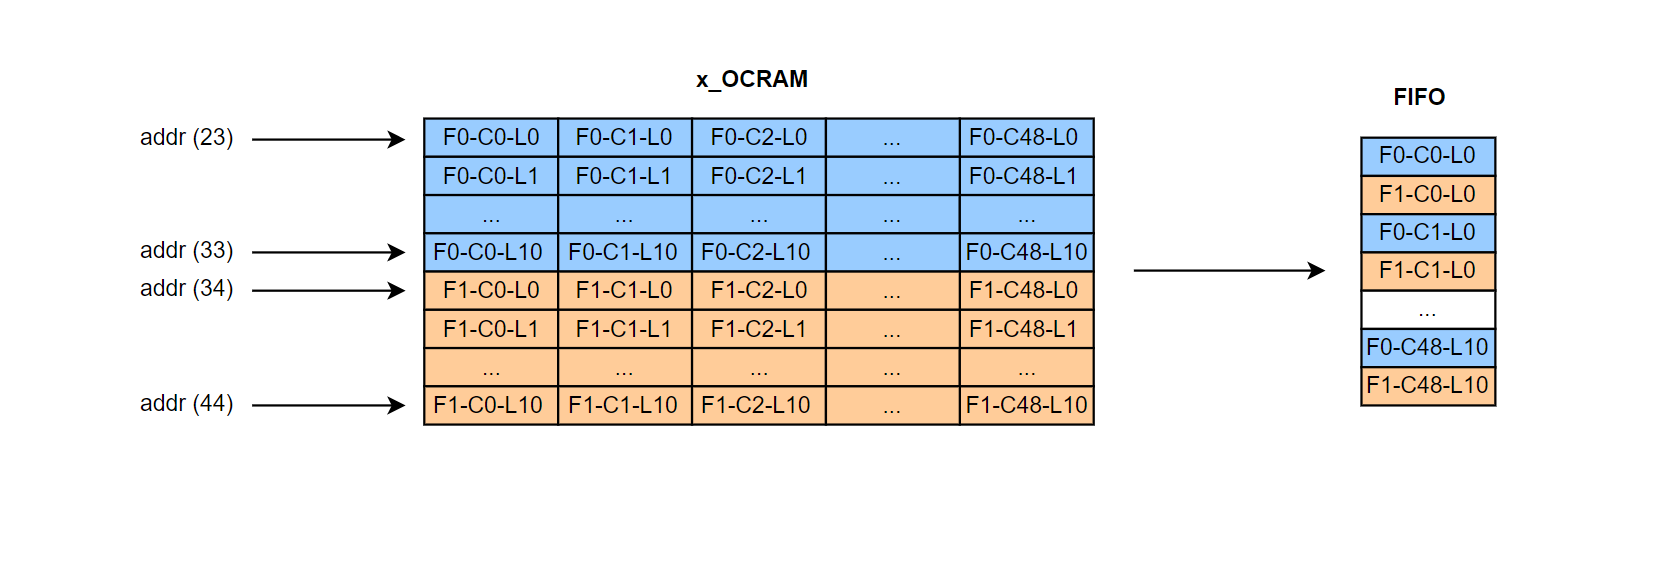 x_OCRAM
FIFO
addr (23) F0-C0-L0 F0-C1-L0 F0-C2-L0 ... F0-C48-L0
F0-C0-L1 F0-C1-L1 F0-C2-L1 ... F0-C48-L1
... ... ... ... ...
addr (33) F0-C0-L10 F0-C1-L10 F0-C2-L10 ... F0-C48-L10
addr (34) F1-C0-L0 F1-C1-L0 F1-C2-L0 ... F1-C48-L0
F1-C0-L1 F1-C1-L1 F1-C2-L1 ... F1-C48-L1
... ... ... ... ...
addr (44) F1-C0-L10 F1-C1-L10 F1-C2-L10 ... F1-C48-L10
F0-C0-L0
F1-C0-L0
F0-C1-L0
F1-C1-L0
...
F0-C48-L10
F1-C48-L10